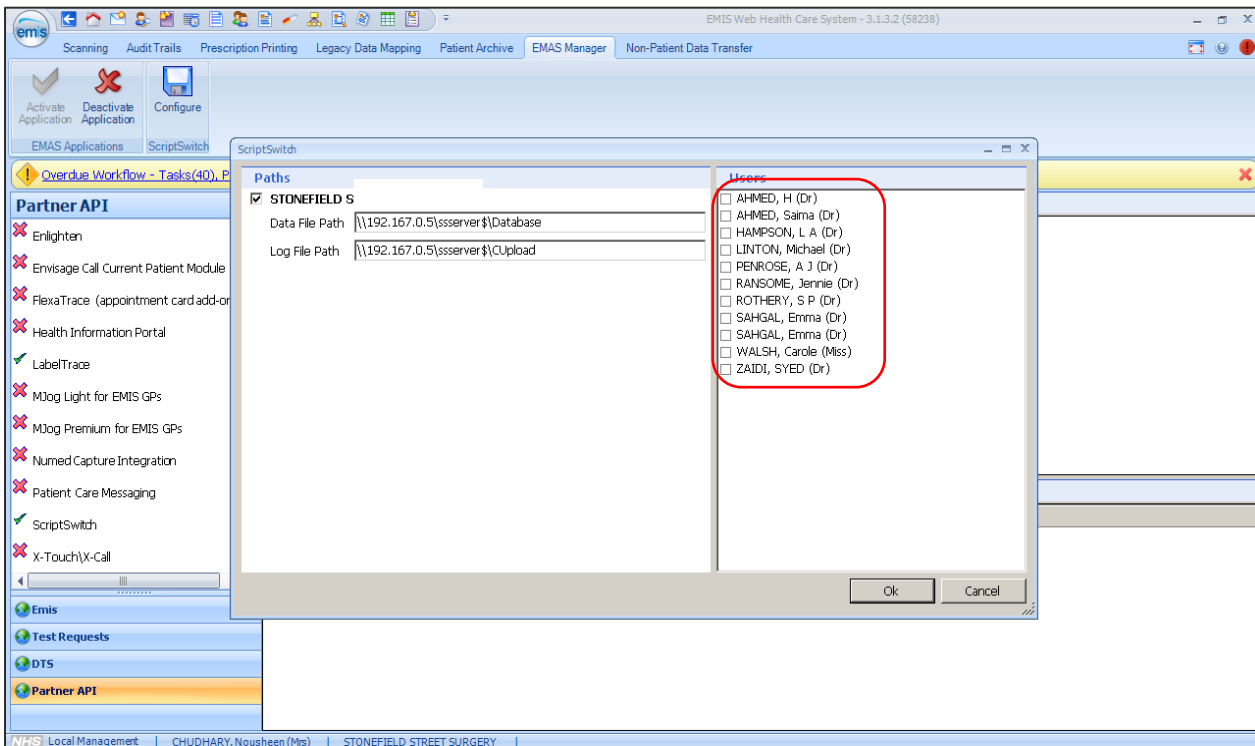 emis
EMIS Web Health Care System - 3.1.3.2 (58238)
Scanning Audit Trails Prescription Printing Legacy Data Mapping Patient Archive EMAS Manager Non-Patient Data Transfer
Activate Application
Deactivate Application
Configure
EMAS Applications
ScriptSwitch
Overdue Workflow - Tasks(40), P
Partner API
Enlighten
Envisage Call Current Patient Module
FlexaTrace (appointment card add-or
Health Information Portal
LabelTrace
MJog Light for EMIS GPs
MJog Premium for EMIS GPs
Numed Capture Integration
Patient Care Messaging
ScriptSwitch
X-Touch\X-Call
Emis
Test Requests
DTS
Partner API
ScriptSwitch
Paths
STONEFIELD S
Data File Path \\192.167.0.5\ssserver$\Database
Log File Path \\192.167.0.5\ssserver$\CUpload
Users
AHMED, H (Dr)
AHMED, Saima (Dr)
HAMPSON, L A (Dr)
LINTON, Michael (Dr)
PENROSE, A J (Dr)
RANSOME, Jennie (Dr)
ROTHERY, S P (Dr)
SAHGAL, Emma (Dr)
SAHGAL, Emma (Dr)
WALSH, Carole (Miss)
ZAIDI, SYED (Dr)
Ok Cancel
NHS Local Management | CHUDHARY, Nousheen (Mrs) | STONEFIELD STREET SURGERY |